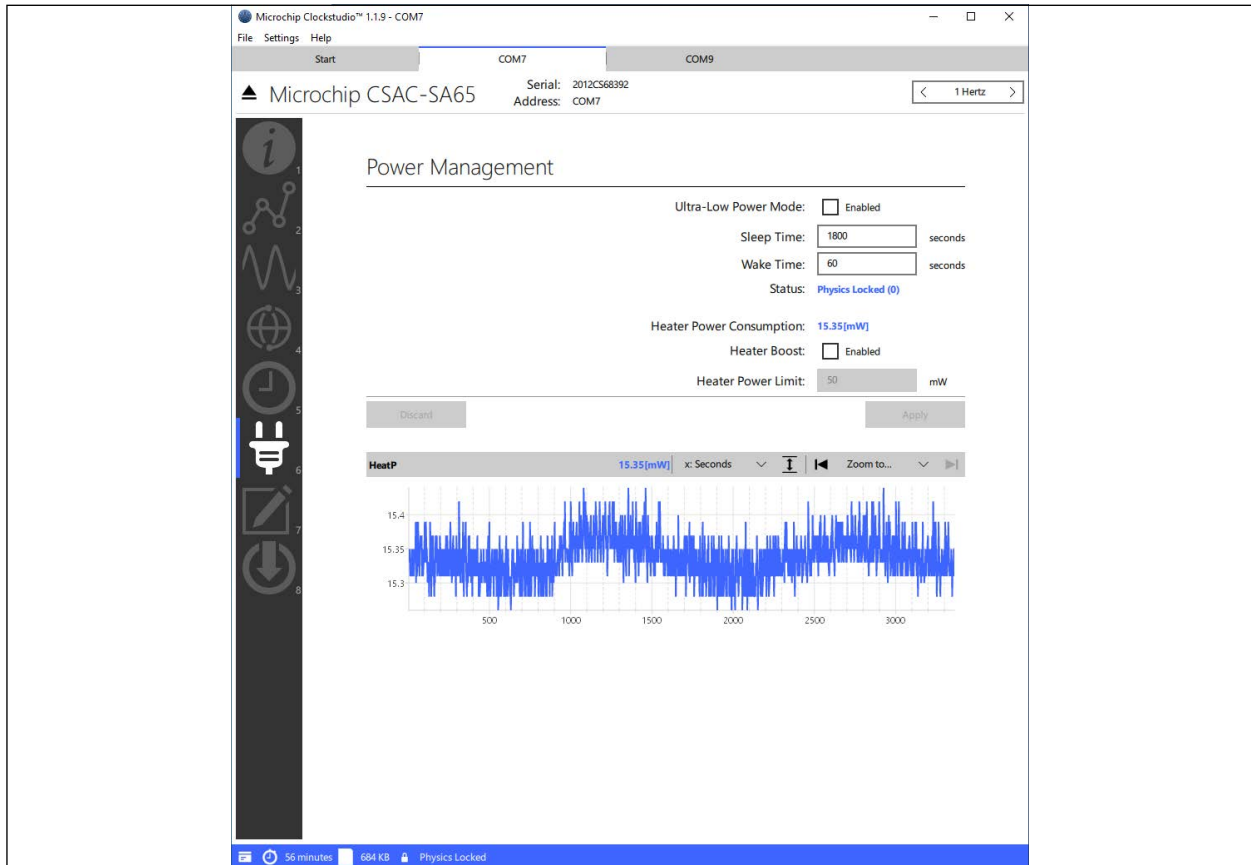 Microchip Clockstudio™ 1.1.9 - COM7
File Settings Help
Start COM7 COM9
Microchip CSAC-SA65
Serial: 2012CS68392
Address: COM7
1 Hertz
1
2
3
4
5
6
7
8
Power Management
Ultra-Low Power Mode: Enabled
Sleep Time: 1800 seconds
Wake Time: 60 seconds
Status: Physics Locked (0)
Heater Power Consumption: 15.35[mW]
Heater Boost: Enabled
Heater Power Limit: 50 mW
Discard Apply
HeatP 15.35[mW] x: Seconds Zoom to...
15.4
15.35
15.3
500 1000 1500 2000 2500 3000
56 minutes 684 KB Physics Locked